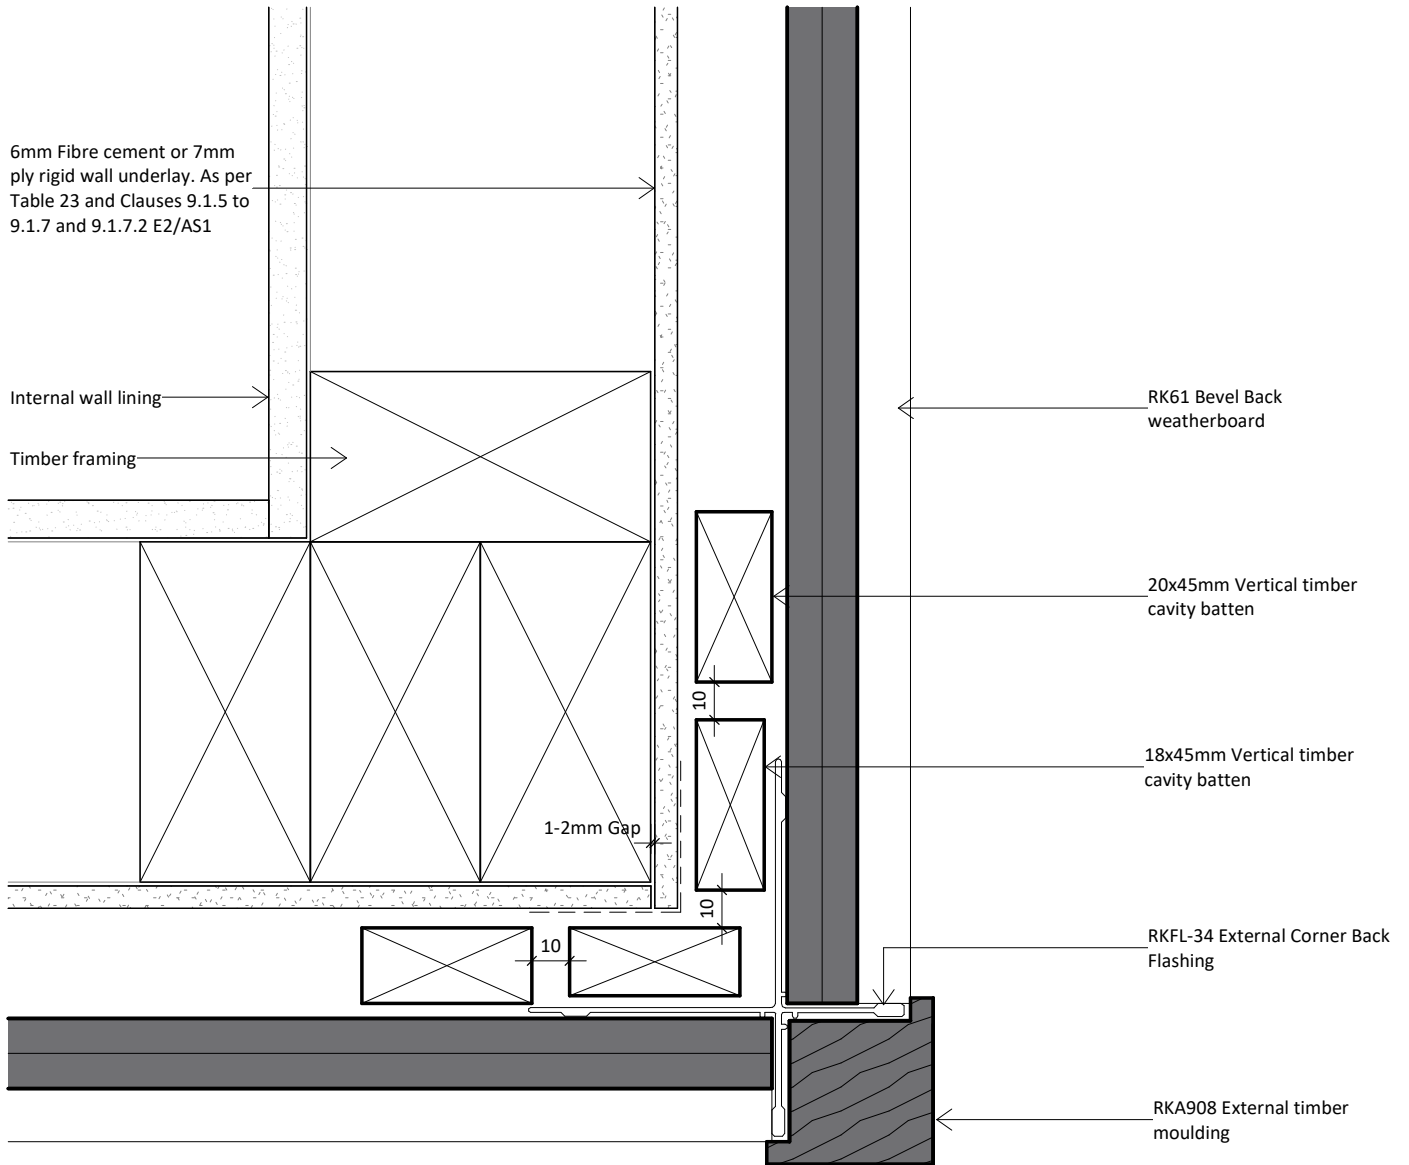 6mm Fibre cement or 7mm
ply rigid wall underlay. As per
Table 23 and Clauses 9.1.5 to
9.1.7 and 9.1.7.2 E2/AS1
Internal wall lining
RK61 Bevel Back
weatherboard
Timber framing
20x45mm Vertical timber
cavity batten
10
18x45mm Vertical timber
cavity batten
1-2mm Gap
10
10
RKFL-34 External Corner Back
Flashing
RKA908 External timber
moulding